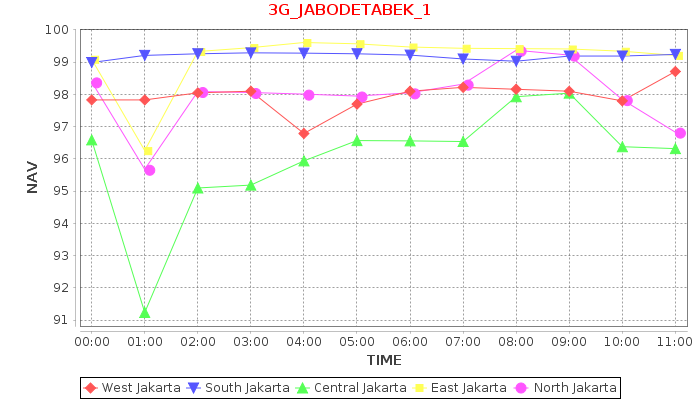 3G_JABODETABEK_1
NAV
100
99
98
97
96
95
94
93
92
91
00:00 01:00 02:00 03:00 04:00 05:00 06:00 07:00 08:00 09:00 10:00 11:00
TIME
West Jakarta South Jakarta Central Jakarta East Jakarta North Jakarta